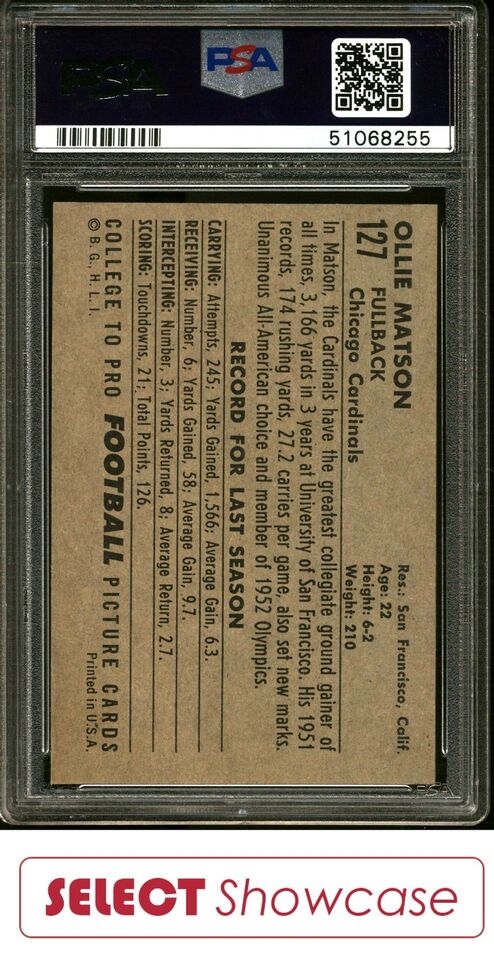 PSA
PSA
51068255
OLLIE MATSON
127 FULLBACK
Chicago Cardinals
Res.: San Francisco, Calif.
Age: 22
Height: 6-2
Weight: 210
In Matson, the Cardinals have the greatest collegiate ground gainer of
all times, 3,166 yards in 3 years at University of San Francisco. His 1951
records, 174 rushing yards, 27.2 carries per game, also set new marks.
Unanimous All-American choice and member of 1952 Olympics.
RECORD FOR LAST SEASON
CARRYING: Attempts, 245; Yards Gained, 1,566; Average Gain, 6.3.
RECEIVING: Number, 6; Yards Gained, 58; Average Gain, 9.7.
INTERCEPTING: Number, 3; Yards Returned, 8; Average Return, 2.7.
SCORING: Touchdowns, 21; Total Points, 126.
COLLEGE TO PRO FOOTBALL PICTURE CARDS
© B. G., H. L. I.
Printed in U.S.A.
PSA
SELECT Showcase